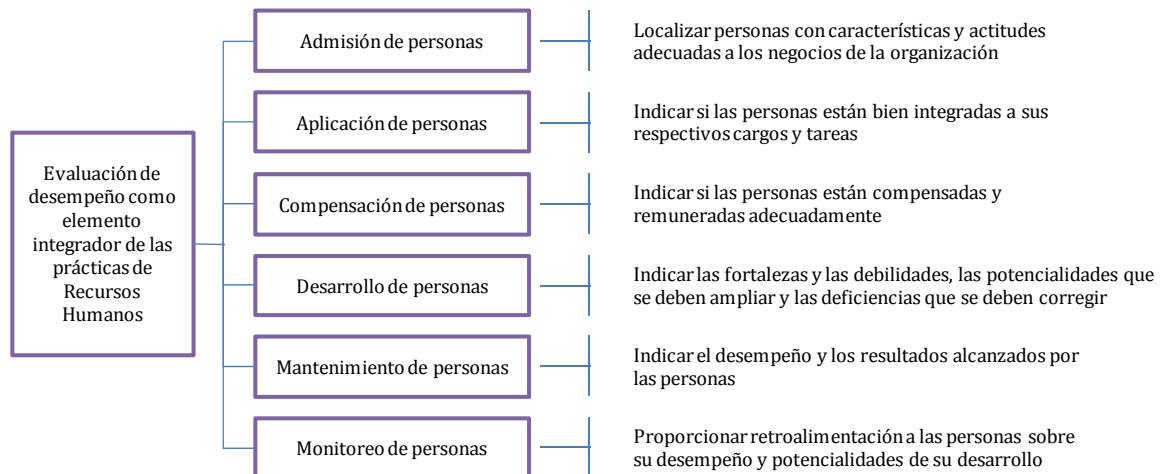 Evaluación de
desempeño como
elemento
integrador de las
prácticas de
Recursos
Humanos
Admisión de personas
Localizar personas con características y actitudes
adecuadas a los negocios de la organización
Aplicación de personas
Indicar si las personas están bien integradas a sus
respectivos cargos y tareas
Compensación de personas
Indicar si las personas están compensadas y
remuneradas adecuadamente
Desarrollo de personas
Indicar las fortalezas y las debilidades, las potencialidades que
se deben ampliar y las deficiencias que se deben corregir
Mantenimiento de personas
Indicar el desempeño y los resultados alcanzados por
las personas
Monitoreo de personas
Proporcionar retroalimentación a las personas sobre
su desempeño y potencialidades de su desarrollo